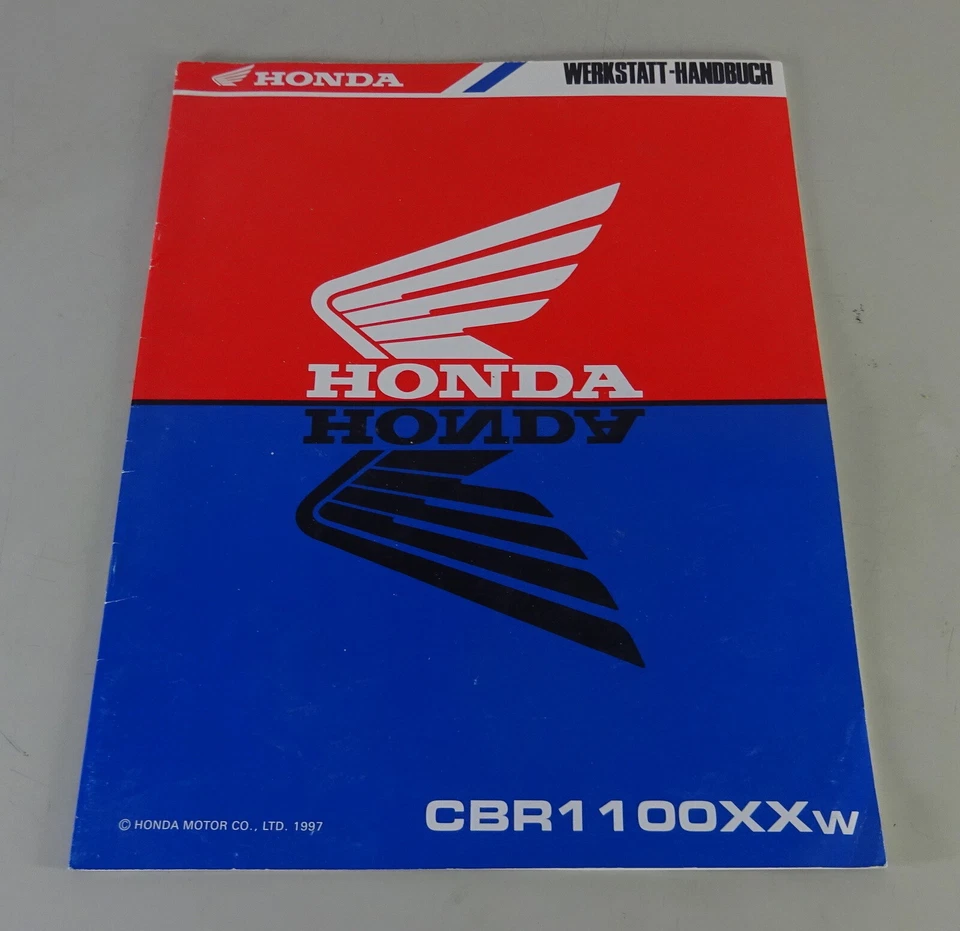 HONDA
WERKSTATT-HANDBUCH
HONDA
HONDA
© HONDA MOTOR CO., LTD. 1997
CBR1100XXW